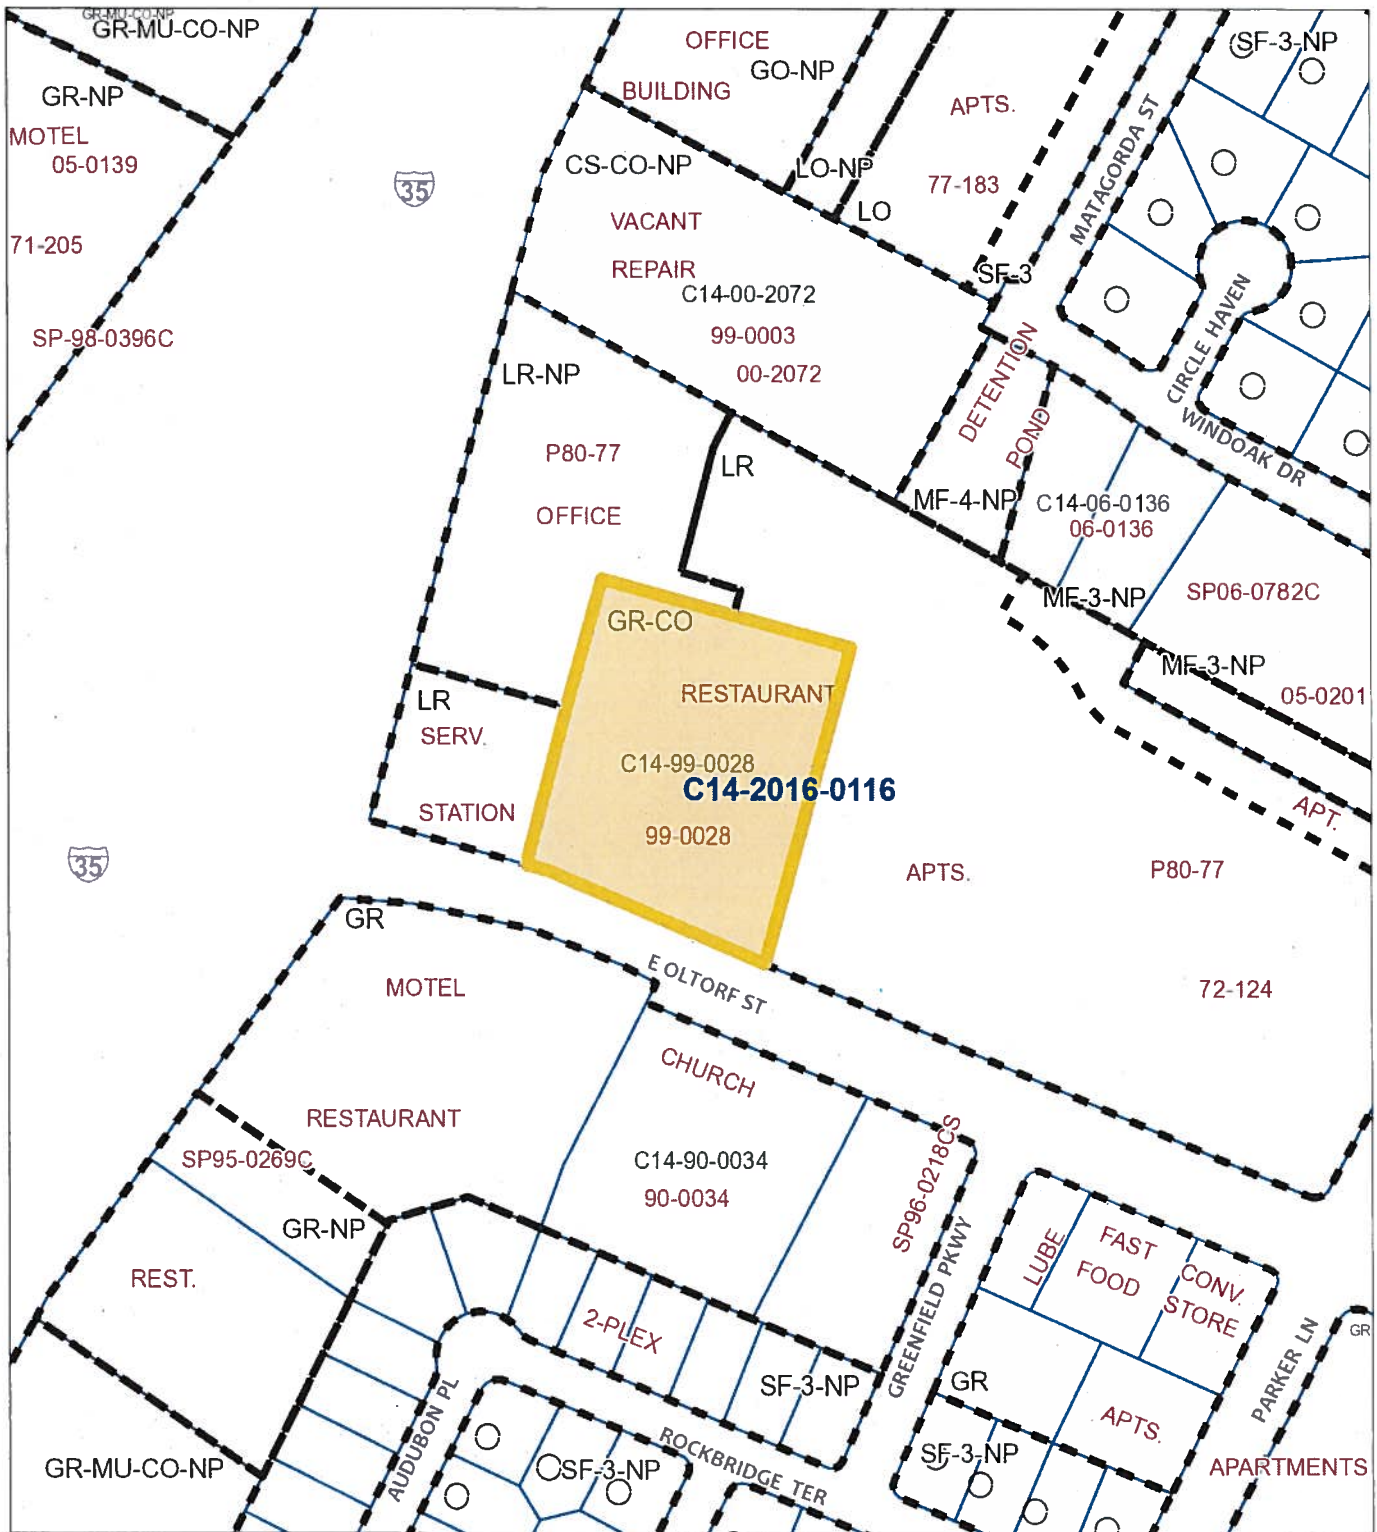 GR-MU-CO-NP
GR-MU-CO-NP
GR-NP
MOTEL
05-0139
71-205
SP-98-0396C
35
OFFICE
BUILDING
GO-NP
CS-CO-NP
LO-NP
LO
APTS.
77-183
SF-3
MATAGORDA ST
SF-3-NP
CIRCLE HAVEN
WINDOAK DR
VACANT
REPAIR
C14-00-2072
99-0003
00-2072
LR-NP
P80-77
OFFICE
LR
DETENTION
POND
MF-4-NP
C14-06-0136
06-0136
MF-3-NP
SP06-0782C
MF-3-NP
05-0201
APT.
GR-CO
RESTAURANT
C14-99-0028
C14-2016-0116
99-0028
LR
SERV.
STATION
35
APTS.
P80-77
72-124
GR
MOTEL
E OLTORF ST
CHURCH
RESTAURANT
SP95-0269C
C14-90-0034
90-0034
SP96-0218CS
GREENFIELD PKWY
GR-NP
REST.
2-PLEX
SF-3-NP
LUBE
FAST
FOOD
CONV.
STORE
PARKER LN
GR
GR
APTS.
APARTMENTS
SF-3-NP
GR-MU-CO-NP
AUDUBON PL
SF-3-NP
ROCKBRIDGE TER